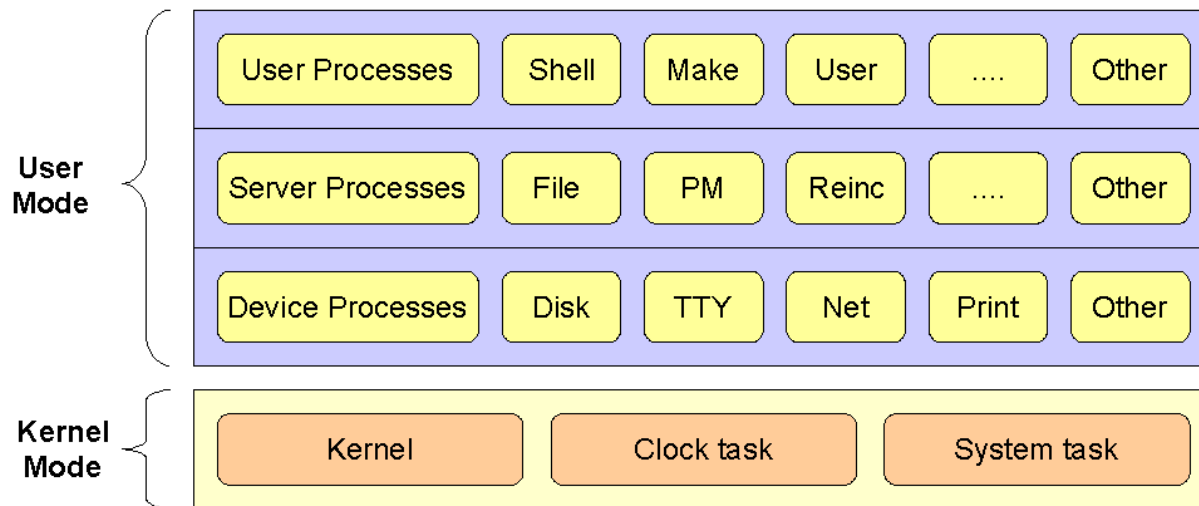 User Processes Shell Make User .... Other
User
Mode
Server Processes File PM Reinc .... Other
Device Processes Disk TTY Net Print Other
Kernel
Mode
Kernel Clock task System task